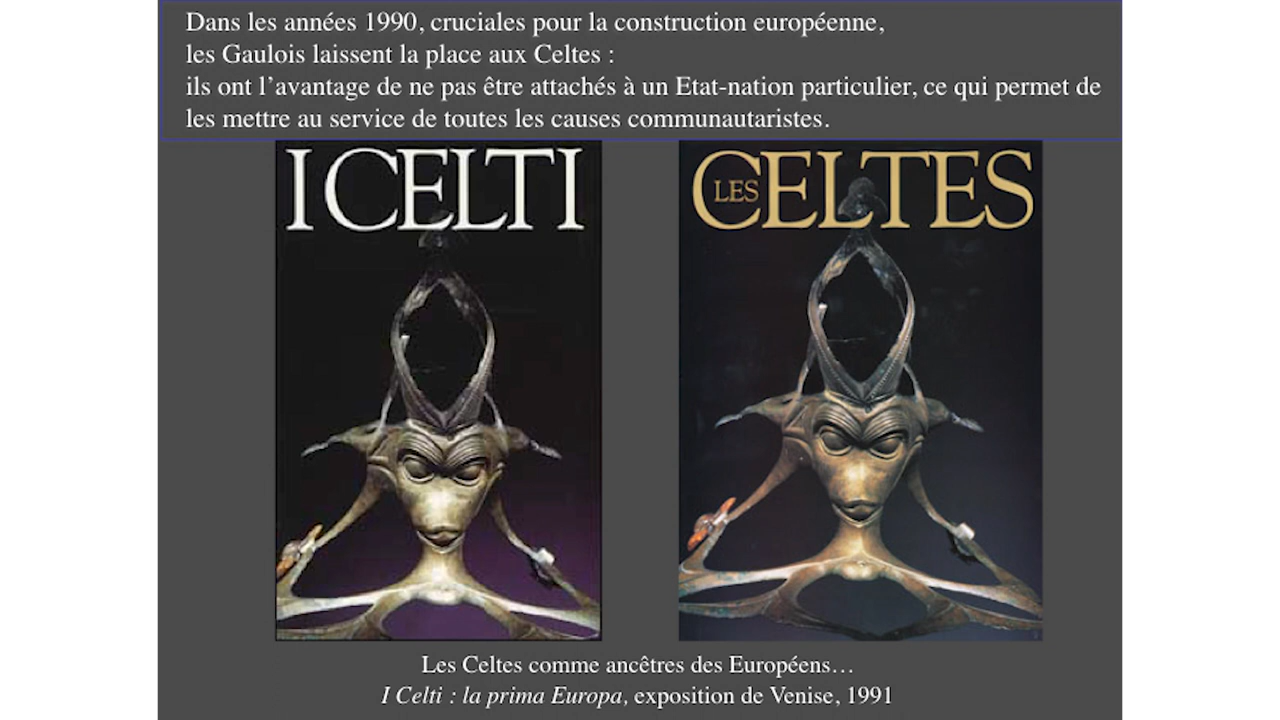 Dans les années 1990, cruciales pour la construction européenne,
les Gaulois laissent la place aux Celtes :
ils ont l’avantage de ne pas être attachés à un Etat-nation particulier, ce qui permet de
les mettre au service de toutes les causes communautaristes.
I CELTI
LES CELTES
Les Celtes comme ancêtres des Européens…
I Celti : la prima Europa, exposition de Venise, 1991